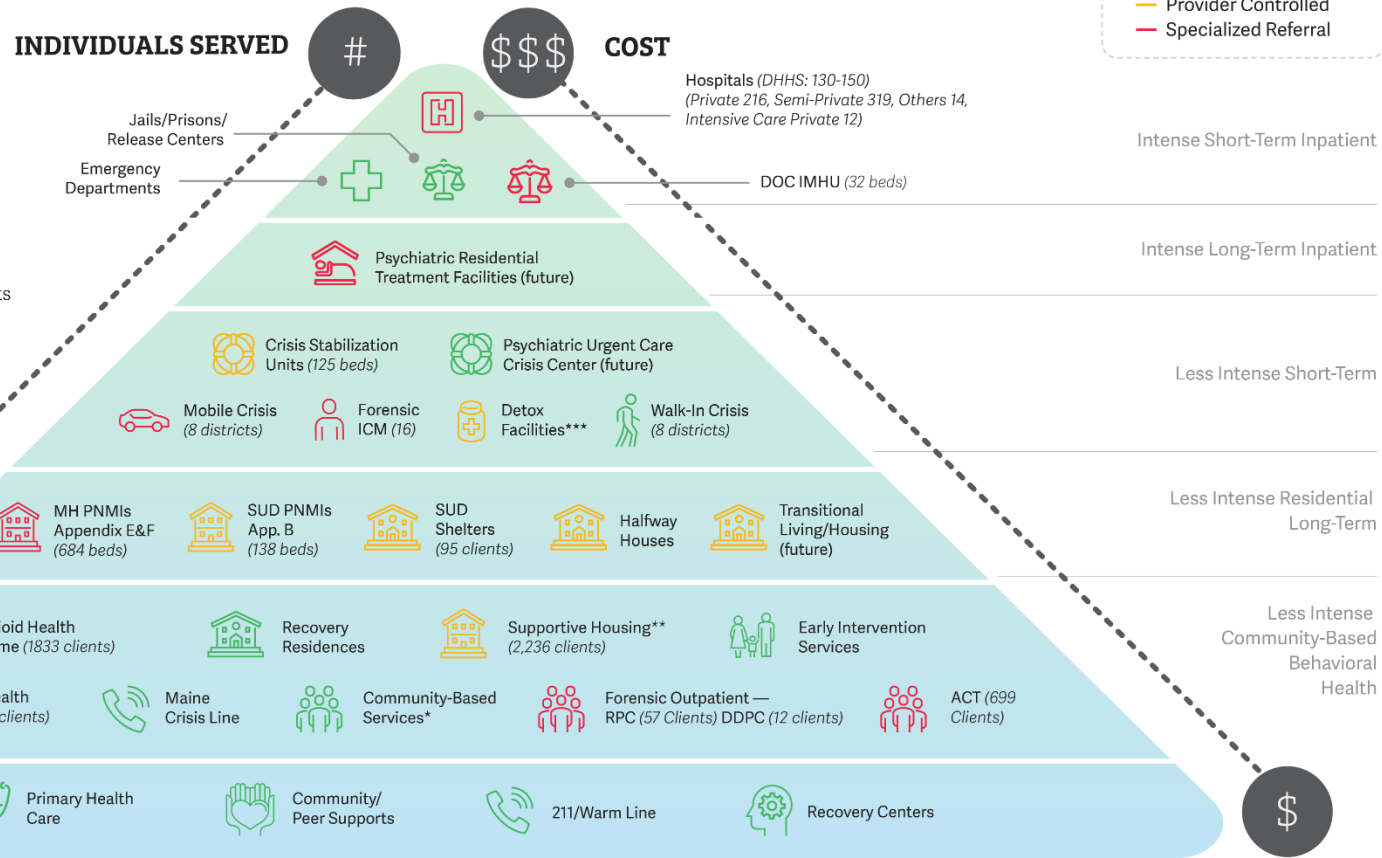 Provider Controlled
Specialized Referral
INDIVIDUALS SERVED
#
$$$
COST
Hospitals (DHHS: 130-150)
(Private 216, Semi-Private 319, Others 14,
Intensive Care Private 12)
H
Jails/Prisons/
Release Centers
Emergency
Departments
DOC IMHU (32 beds)
Intense Short-Term Inpatient
Psychiatric Residential
Treatment Facilities (future)
Intense Long-Term Inpatient
Crisis Stabilization
Units (125 beds)
Psychiatric Urgent Care
Crisis Center (future)
Mobile Crisis
(8 districts)
Forensic
ICM (16)
Detox
Facilities***
Walk-In Crisis
(8 districts)
Less Intense Short-Term
MH PNMIs
Appendix E&F
(684 beds)
SUD PNMIs
App. B
(138 beds)
SUD
Shelters
(95 clients)
Halfway
Houses
Transitional
Living/Housing
(future)
Less Intense Residential
Long-Term
Health
(1833 clients)
Recovery
Residences
Supportive Housing**
(2,236 clients)
Early Intervention
Services
clients)
Maine
Crisis Line
Community-Based
Services*
Forensic Outpatient —
RPC (57 Clients) DDPC (12 clients)
ACT (699
Clients)
Less Intense
Community-Based
Behavioral
Health
Primary Health
Care
Community/
Peer Supports
211/Warm Line
Recovery Centers
$